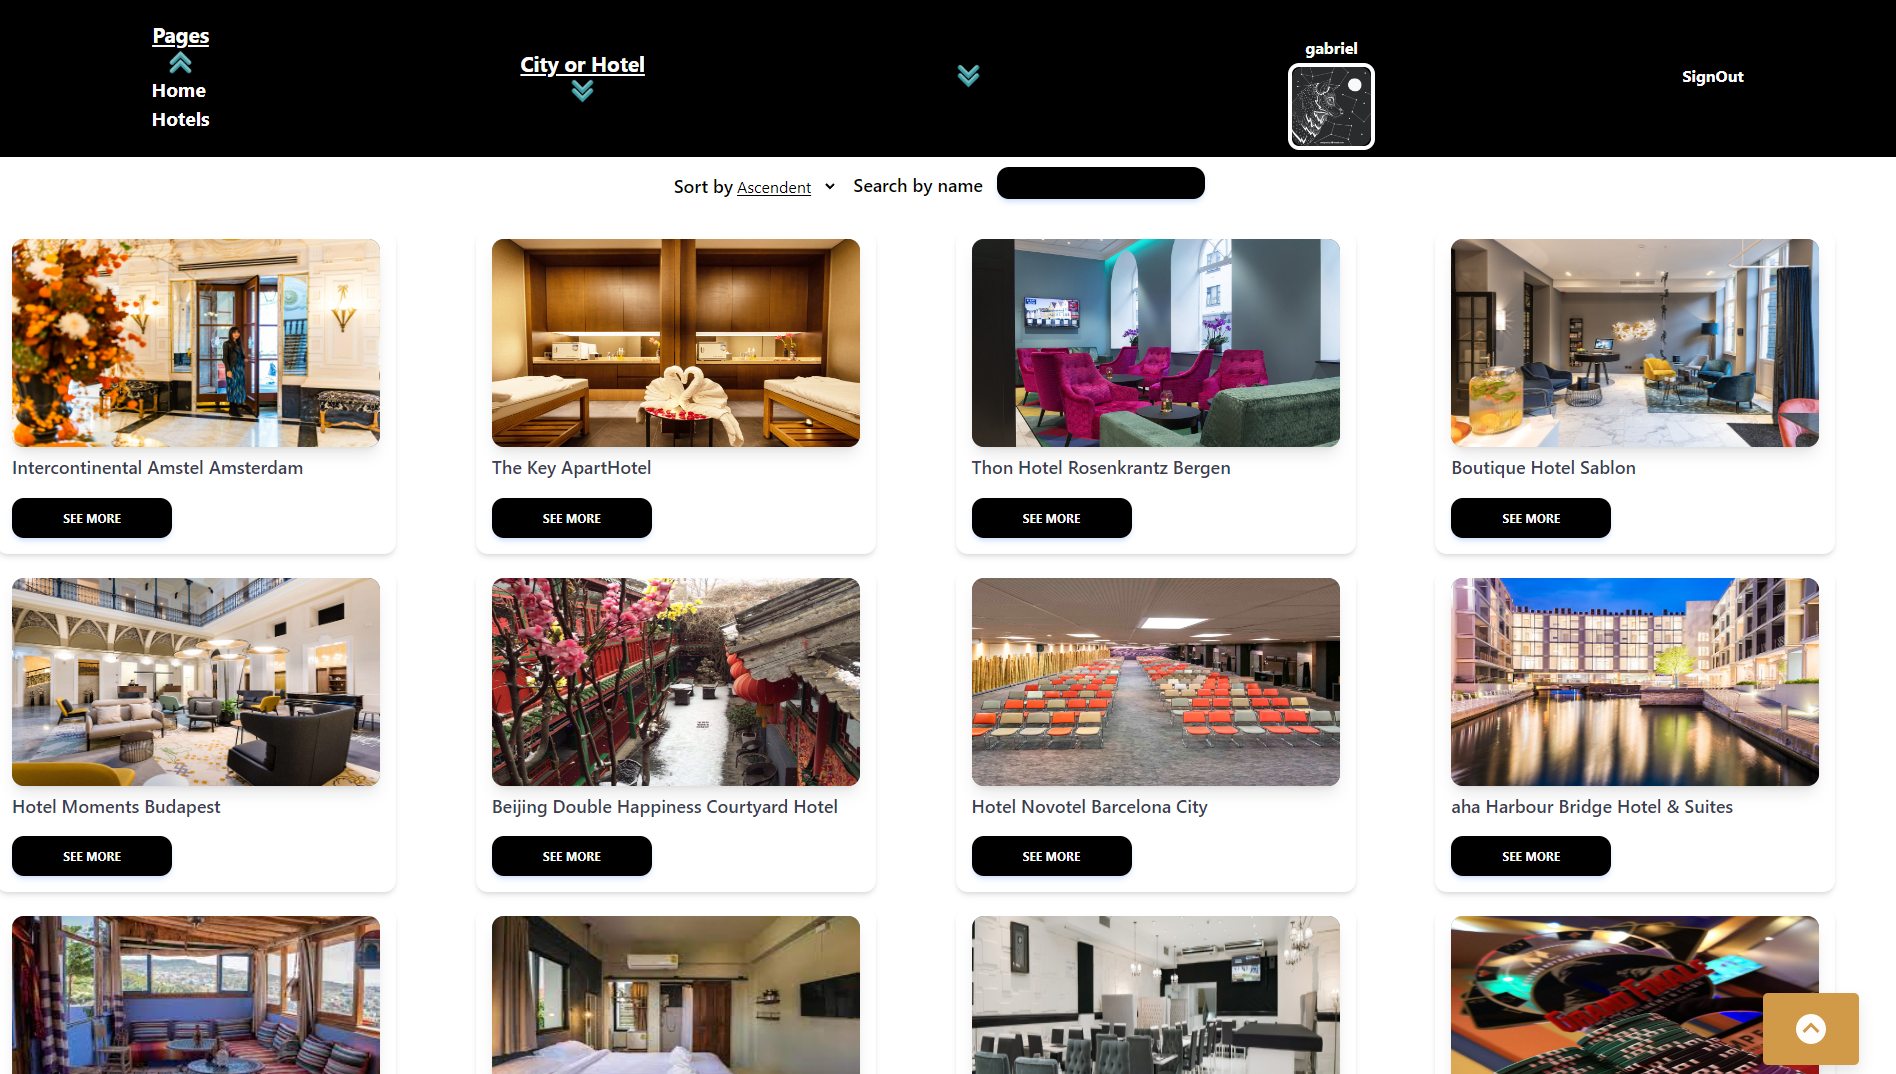 Pages
Home
Hotels
City or Hotel
gabriel
SignOut
Sort by Ascendent
Search by name
Intercontinental Amstel Amsterdam
SEE MORE
The Key ApartHotel
SEE MORE
Thon Hotel Rosenkrantz Bergen
SEE MORE
Boutique Hotel Sablon
SEE MORE
Hotel Moments Budapest
SEE MORE
Beijing Double Happiness Courtyard Hotel
SEE MORE
Hotel Novotel Barcelona City
SEE MORE
aha Harbour Bridge Hotel & Suites
SEE MORE
GRAND FINALE